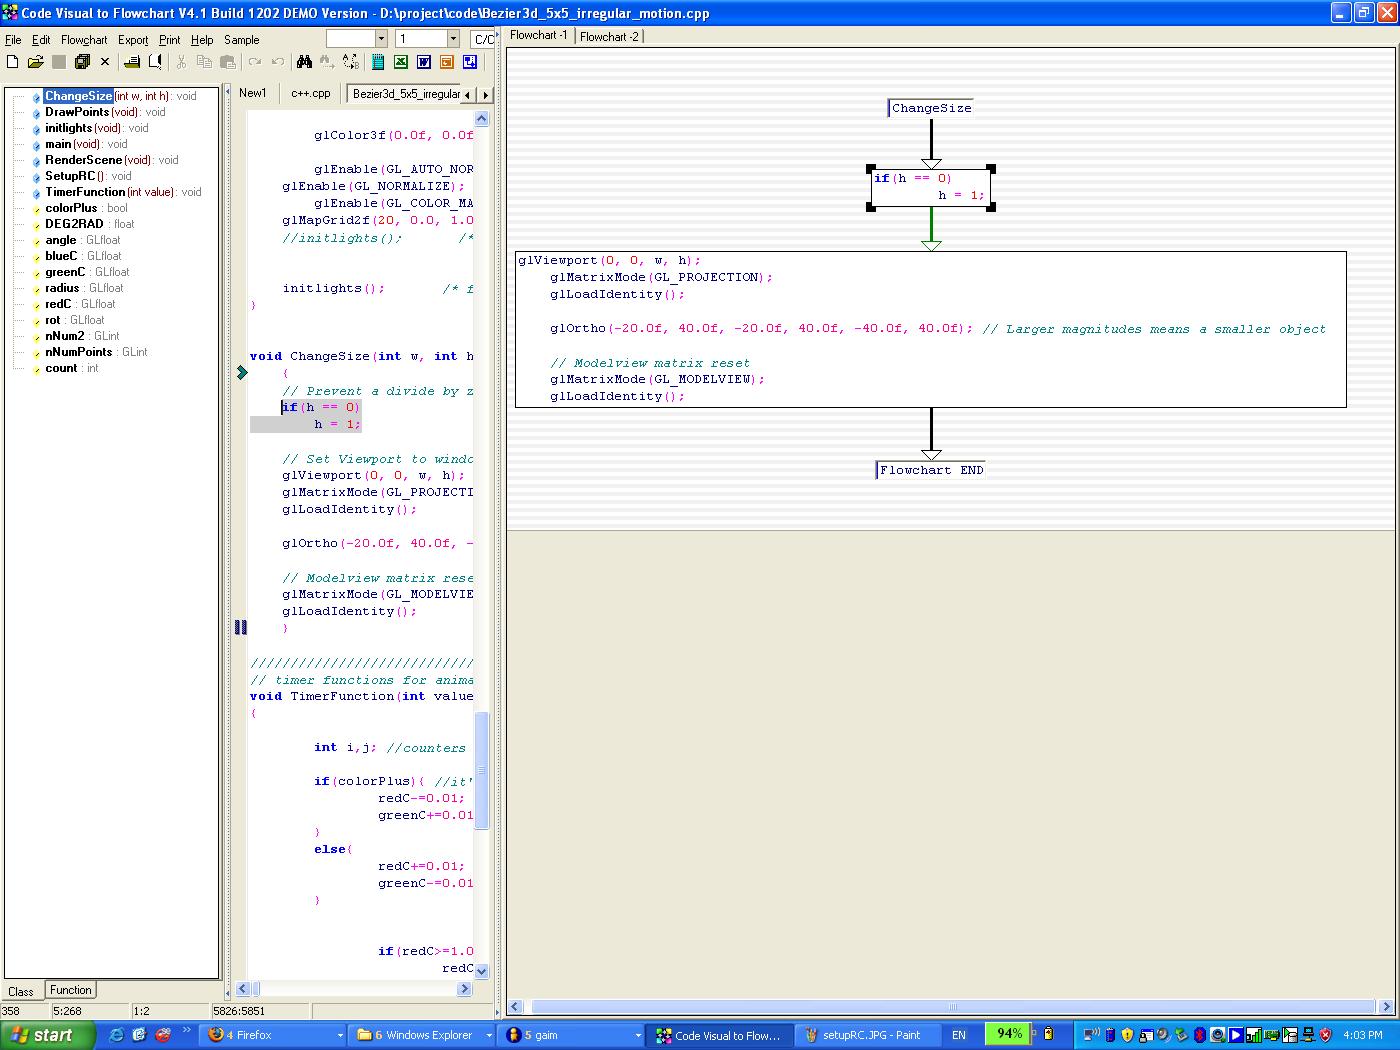 Code Visual to Flowchart V4.1 Build 1202 DEMO Version - D:\project\code\Bezier3d_5x5_irregular_motion.cpp
File Edit Flowchart Export Print Help Sample
1
C/C
ChangeSize(int w, int h) : void
DrawPoints(void) : void
initlights(void) : void
main(void) : void
RenderScene(void) : void
SetupRC() : void
TimerFunction(int value) : void
colorPlus : bool
DEG2RAD : float
angle : GLfloat
blueC : GLfloat
greenC : GLfloat
radius : GLfloat
redC : GLfloat
rot : GLfloat
nNum2 : GLint
nNumPoints : GLint
count : int
Class Function
New1 c++.cpp Bezier3d_5x5_irregular
glColor3f(0.0f, 0.0f
glEnable(GL_AUTO_NOR
glEnable(GL_NORMALIZE);
glEnable(GL_COLOR_MA
glMapGrid2f(20, 0.0, 1.0
//initlights(); /*
initlights(); /* f
}
void ChangeSize(int w, int h
{
// Prevent a divide by z
if(h == 0)
h = 1;
// Set Viewport to windo
glViewport(0, 0, w, h);
glMatrixMode(GL_PROJECTI
glLoadIdentity();
glOrtho(-20.0f, 40.0f, -
// Modelview matrix rese
glMatrixMode(GL_MODELVIE
glLoadIdentity();
}
////////////////////////////
// timer functions for anima
void TimerFunction(int value
{
int i,j; //counters
if(colorPlus){ //it'
redC-=0.01;
greenC+=0.01
}
else{
redC+=0.01;
greenC-=0.01
}
if(redC>=1.0
redC
Flowchart -1 Flowchart -2
ChangeSize
if(h == 0)
h = 1;
glViewport(0, 0, w, h);
glMatrixMode(GL_PROJECTION);
glLoadIdentity();
glOrtho(-20.0f, 40.0f, -20.0f, 40.0f, -40.0f, 40.0f); // Larger magnitudes means a smaller object
// Modelview matrix reset
glMatrixMode(GL_MODELVIEW);
glLoadIdentity();
Flowchart END
358 5:268 1:2 5826:5851
start 4 Firefox 6 Windows Explorer 5 gaim Code Visual to Flow... setupRC.JPG - Paint EN 94% 4:03 PM